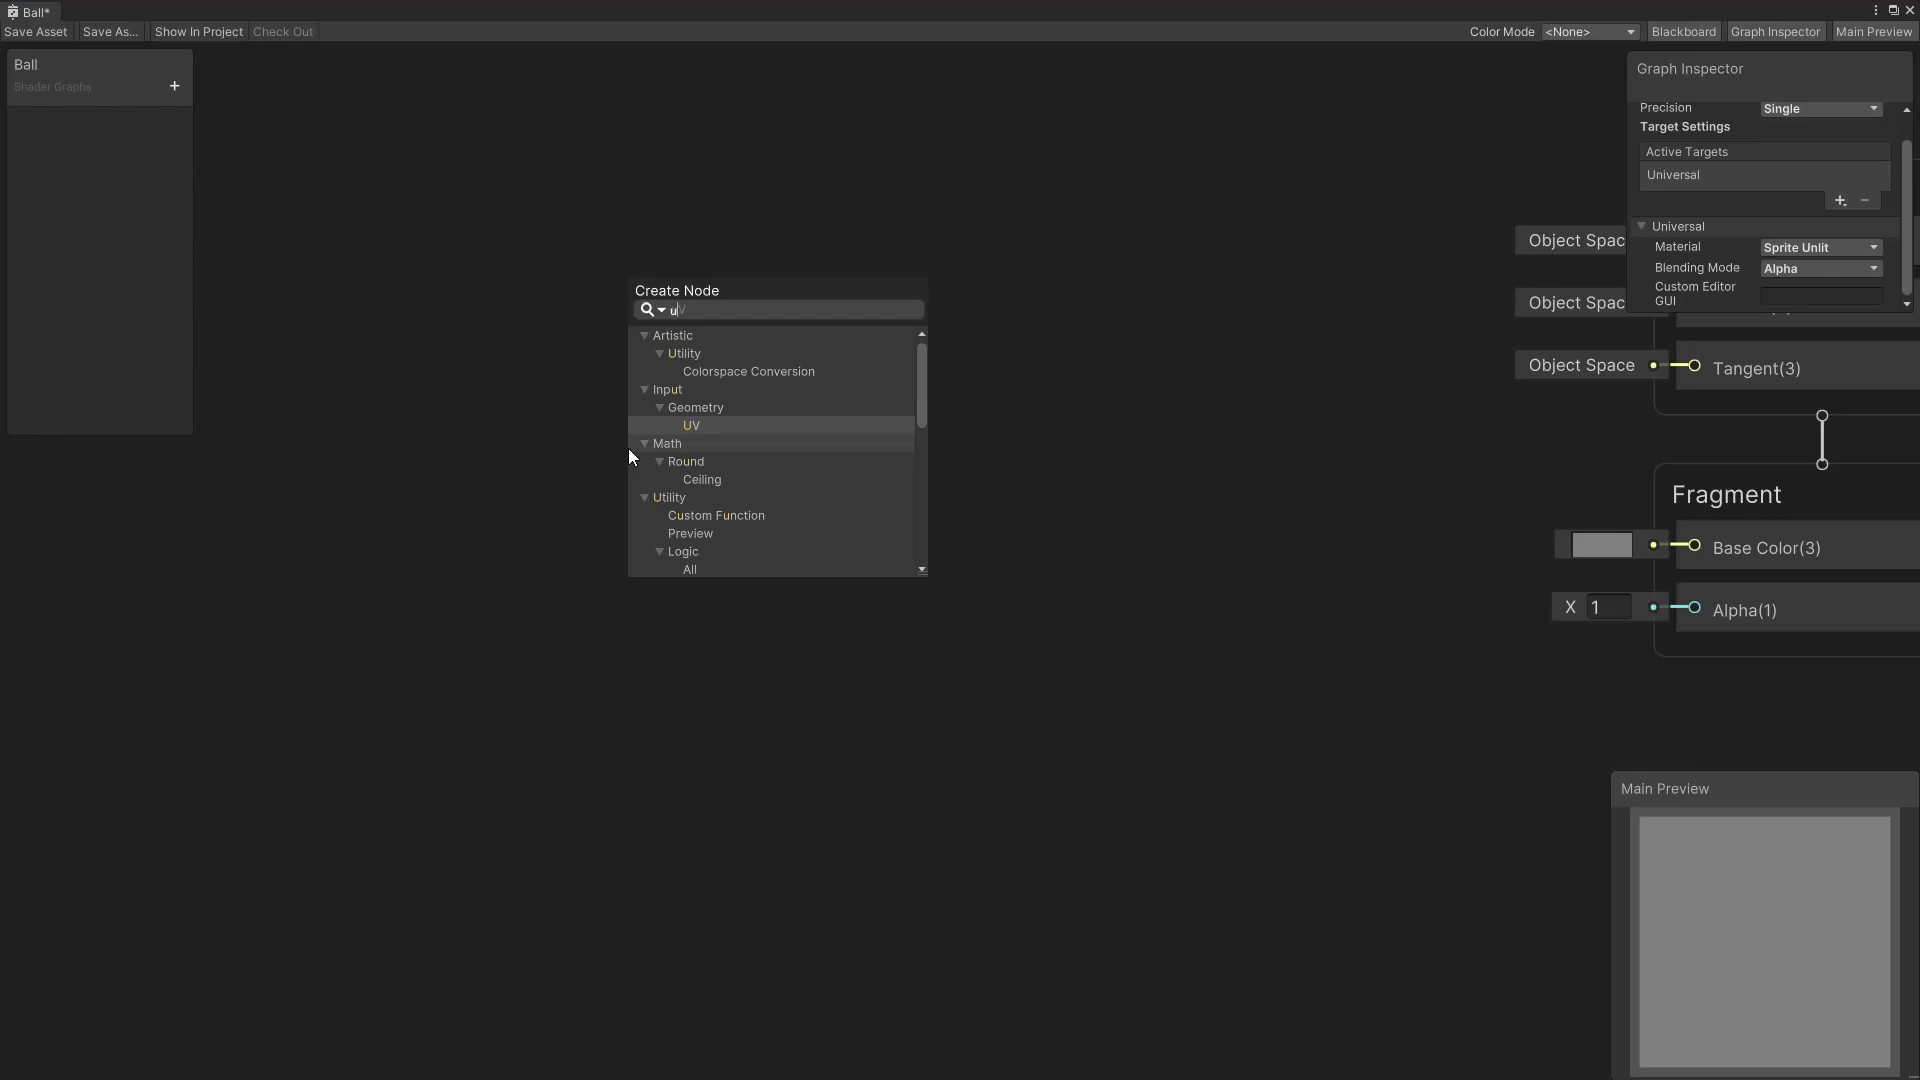 Ball*
Save Asset
Save As...
Show In Project
Check Out
Color Mode
<None>
Blackboard
Graph Inspector
Main Preview
Ball
Shader Graphs
+
Graph Inspector
Precision
Single
Target Settings
Active Targets
Universal
Universal
Material
Sprite Unlit
Blending Mode
Alpha
Custom Editor
GUI
Create Node
uV
Artistic
Utility
Colorspace Conversion
Input
Geometry
UV
Math
Round
Ceiling
Utility
Custom Function
Preview
Logic
All
Object Spac
Object Spac
Object Space
Tangent(3)
Fragment
Base Color(3)
X 1
Alpha(1)
Main Preview